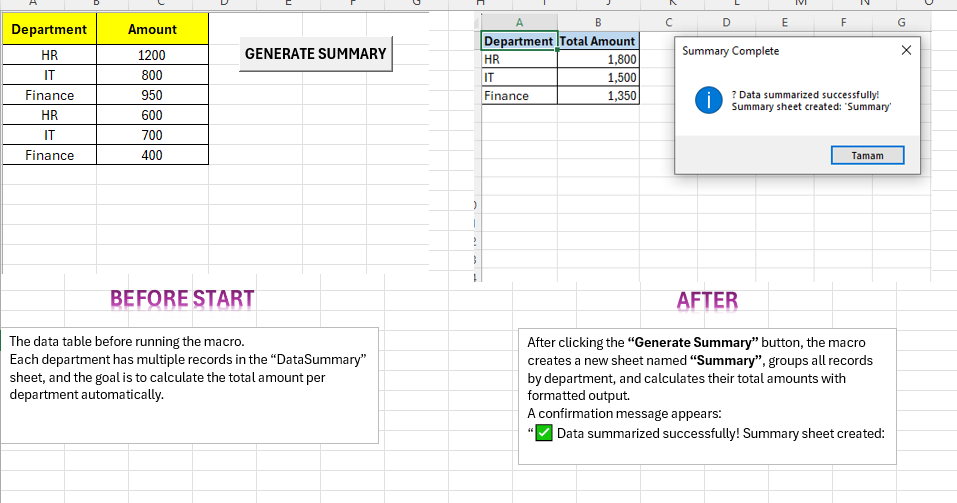 A B C D E F G
Department Amount
HR 1200
IT 800
Finance 950
HR 600
IT 700
Finance 400
GENERATE SUMMARY
BEFORE START
The data table before running the macro.
Each department has multiple records in the “DataSummary”
sheet, and the goal is to calculate the total amount per
department automatically.
H I J K L M N O
A B C D E F G
Department Total Amount
HR 1,800
IT 1,500
Finance 1,350
Summary Complete
? Data summarized successfully!
Summary sheet created: 'Summary'
Tamam
AFTER
After clicking the “Generate Summary” button, the macro
creates a new sheet named “Summary”, groups all records
by department, and calculates their total amounts with
formatted output.
A confirmation message appears:
“✅ Data summarized successfully! Summary sheet created: